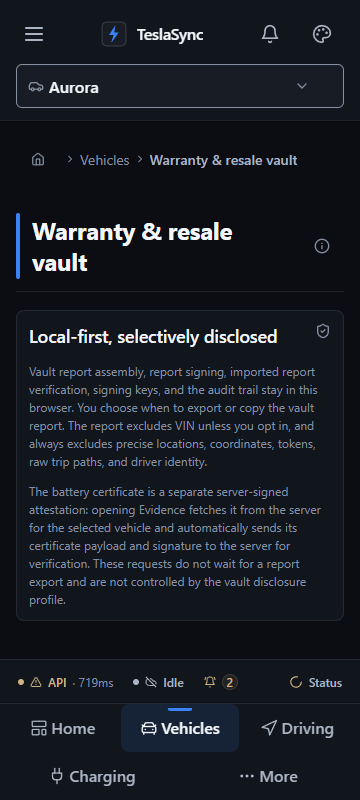 TeslaSync
Aurora
Vehicles
Warranty & resale vault
Warranty & resale
vault
Local-first, selectively disclosed
Vault report assembly, report signing, imported report
verification, signing keys, and the audit trail stay in this
browser. You choose when to export or copy the vault
report. The report excludes VIN unless you opt in, and
always excludes precise locations, coordinates, tokens,
raw trip paths, and driver identity.
The battery certificate is a separate server-signed
attestation: opening Evidence fetches it from the server
for the selected vehicle and automatically sends its
certificate payload and signature to the server for
verification. These requests do not wait for a report
export and are not controlled by the vault disclosure
profile.
API · 719ms Idle 2 Status
Home Vehicles Driving
Charging More